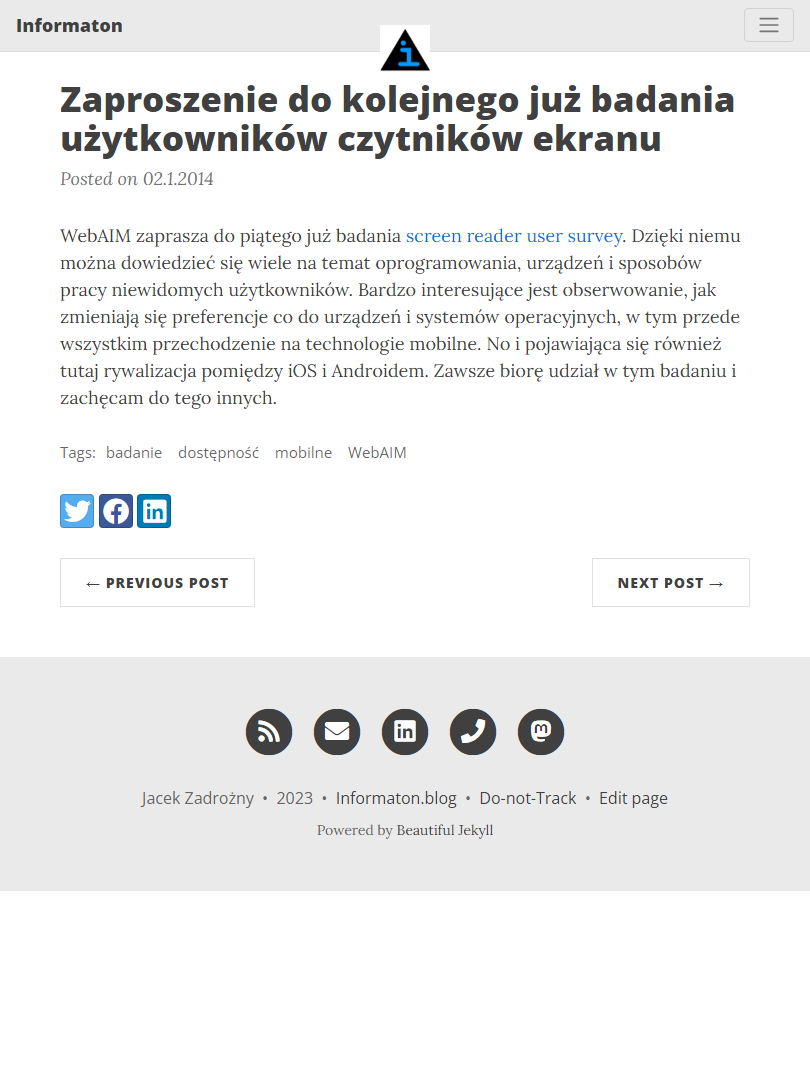 Informaton
Zaproszenie do kolejnego już badania
użytkowników czytników ekranu
Posted on 02.1.2014
WebAIM zaprasza do piątego już badania screen reader user survey. Dzięki niemu
można dowiedzieć się wiele na temat oprogramowania, urządzeń i sposobów
pracy niewidomych użytkowników. Bardzo interesujące jest obserwowanie, jak
zmieniają się preferencje co do urządzeń i systemów operacyjnych, w tym przede
wszystkim przechodzenie na technologie mobilne. No i pojawiająca się również
tutaj rywalizacja pomiędzy iOS i Androidem. Zawsze biorę udział w tym badaniu i
zachęcam do tego innych.
Tags: badanie dostępność mobilne WebAIM
← PREVIOUS POST
NEXT POST →
Jacek Zadrożny • 2023 • Informaton.blog • Do-not-Track • Edit page
Powered by Beautiful Jekyll